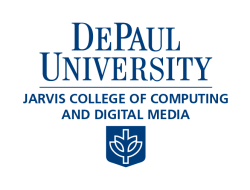 DEPAUL
UNIVERSITY
JARVIS COLLEGE OF COMPUTING
AND DIGITAL MEDIA